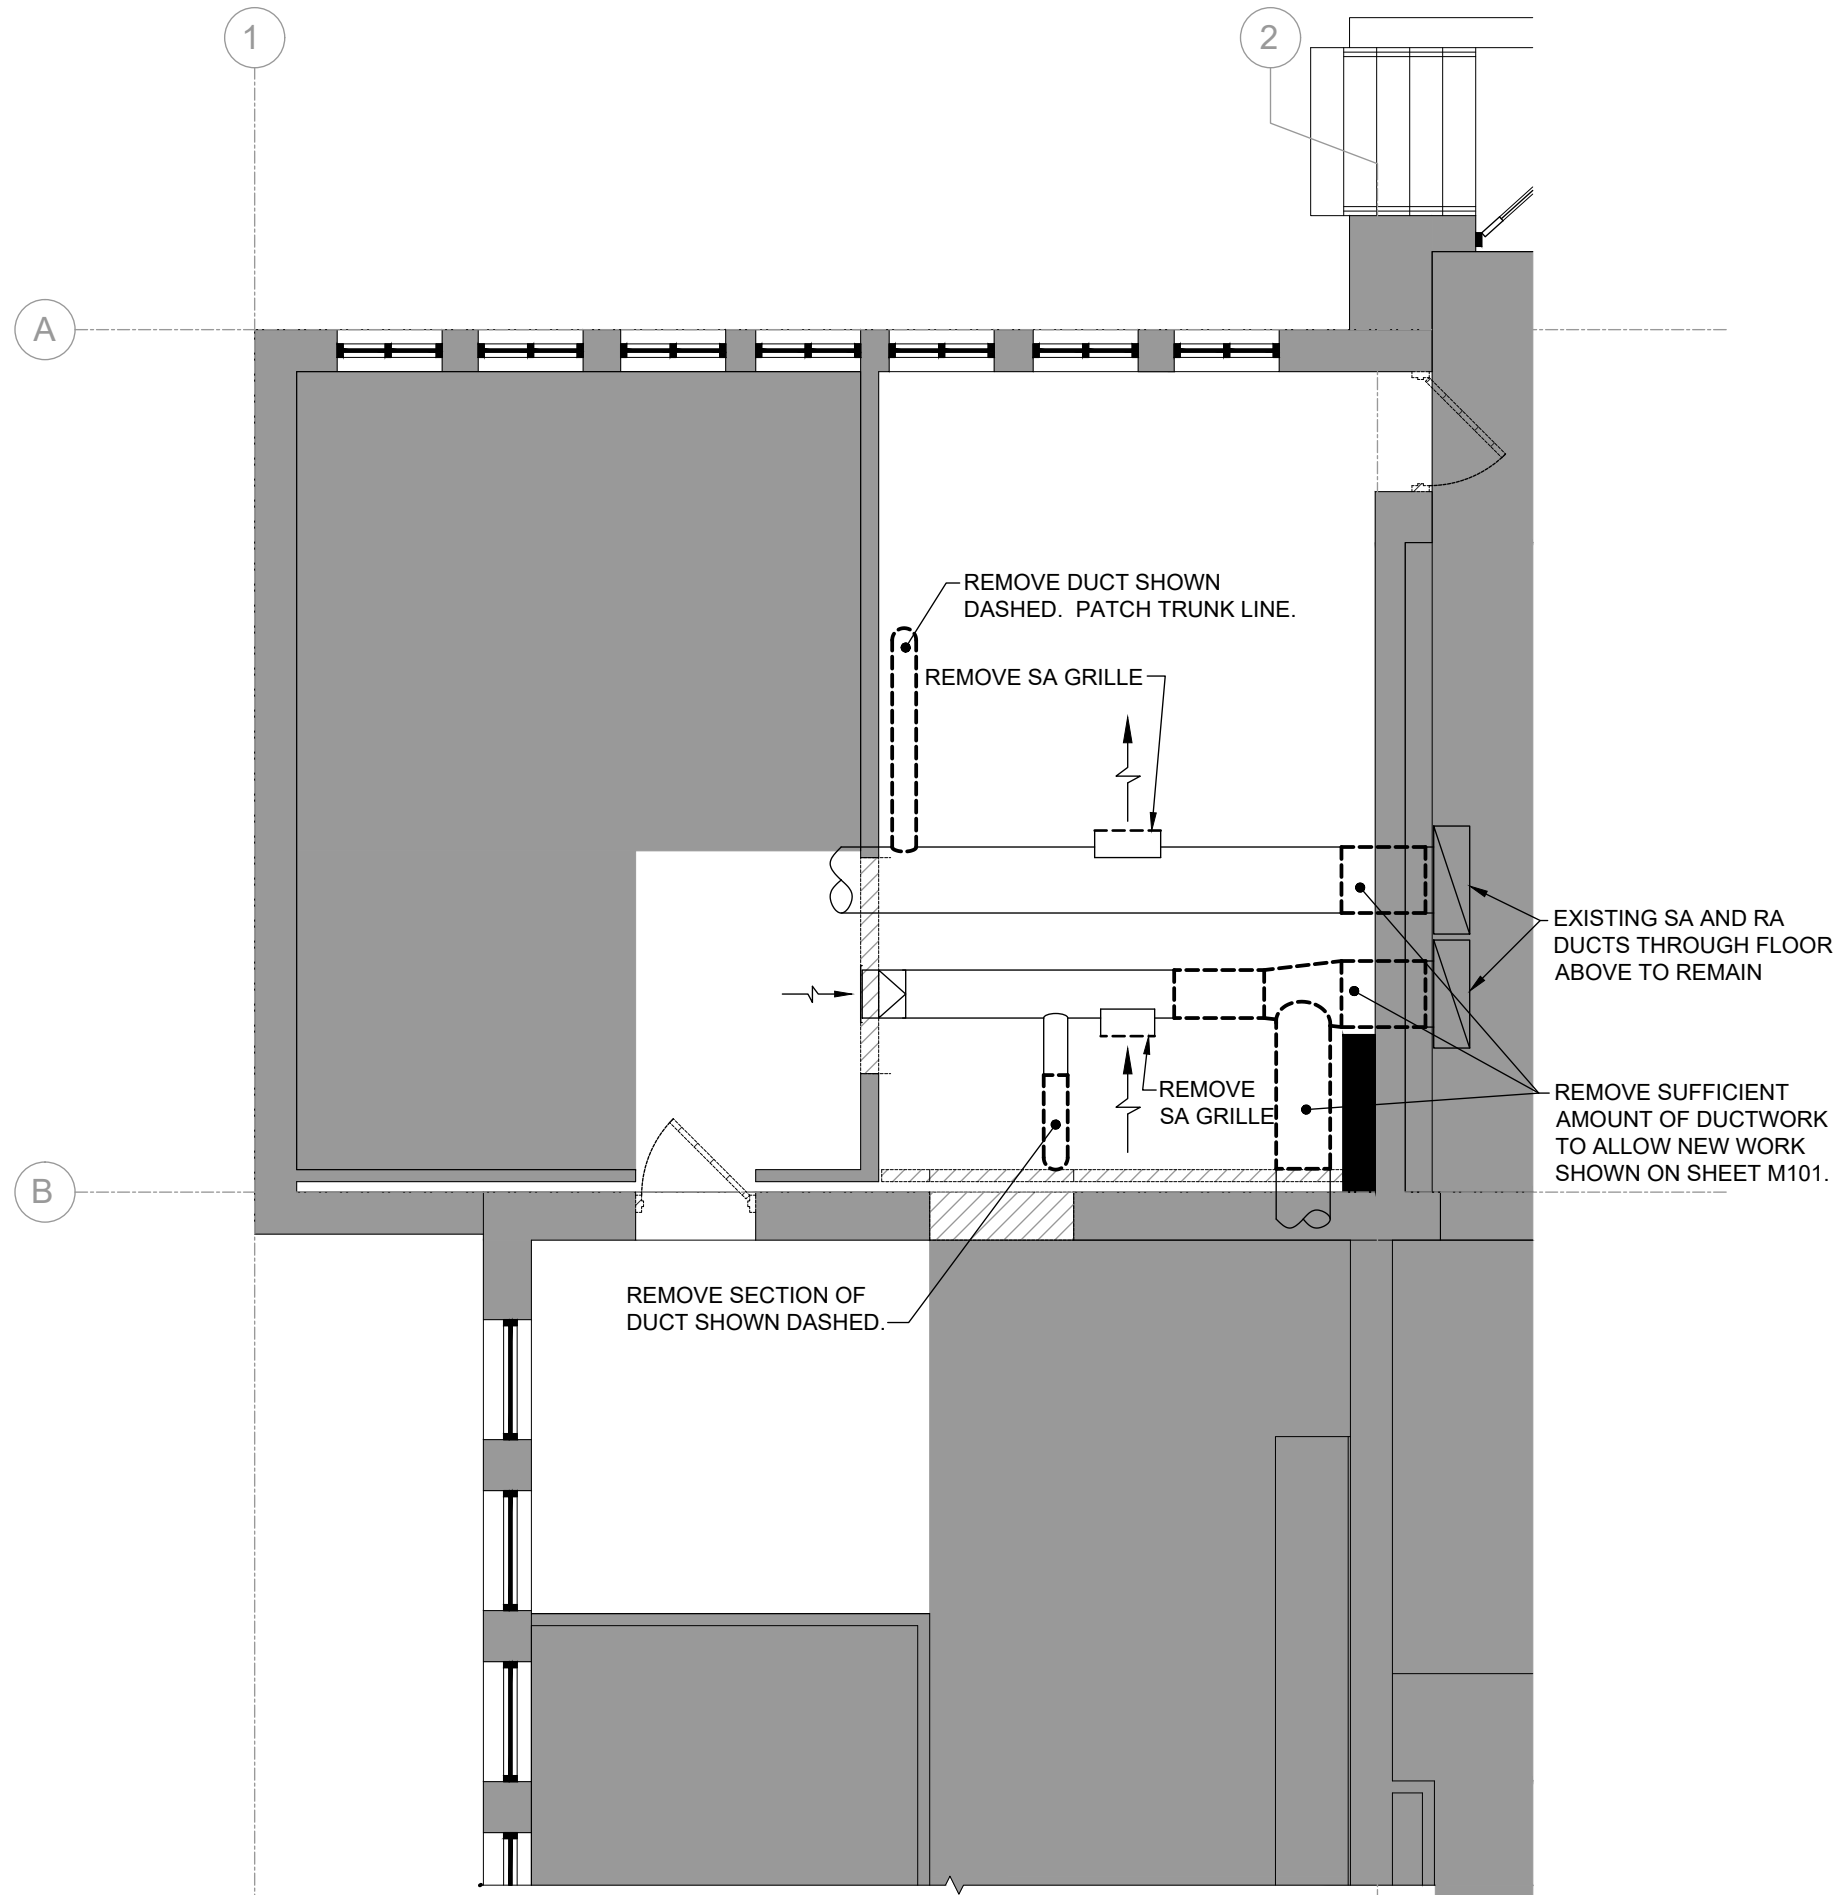 1
2
A
REMOVE DUCT SHOWN
DASHED.  PATCH TRUNK LINE.
REMOVE SA GRILLE
EXISTING SA AND RA
DUCTS THROUGH FLOOR
ABOVE TO REMAIN
REMOVE
SA GRILLE
REMOVE SUFFICIENT
AMOUNT OF DUCTWORK
TO ALLOW NEW WORK
SHOWN ON SHEET M101.
B
REMOVE SECTION OF
DUCT SHOWN DASHED.